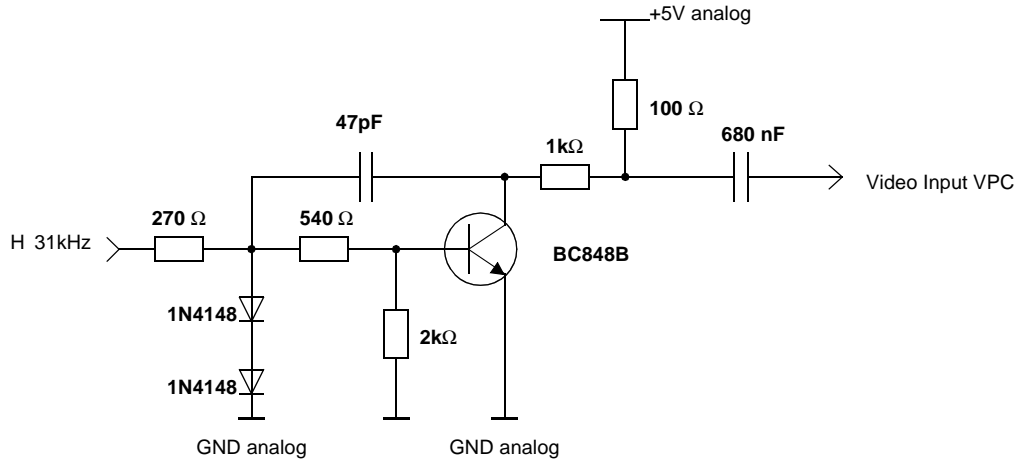 +5V analog
100 Ω
47pF
680 nF
1kΩ
Video Input VPC
270 Ω
540 Ω
H 31kHz
BC848B
1N4148
2kΩ
1N4148
GND analog
GND analog